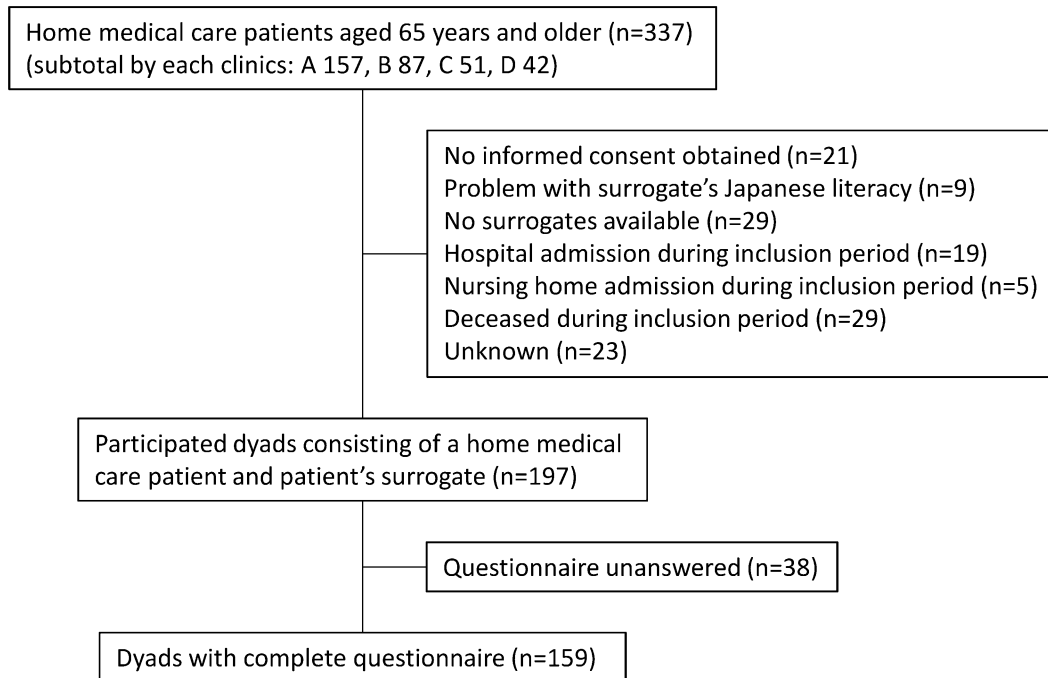 Home medical care patients aged 65 years and older (n=337)
(subtotal by each clinics: A 157, B 87, C 51, D 42)
No informed consent obtained (n=21)
Problem with surrogate’s Japanese literacy (n=9)
No surrogates available (n=29)
Hospital admission during inclusion period (n=19)
Nursing home admission during inclusion period (n=5)
Deceased during inclusion period (n=29)
Unknown (n=23)
Participated dyads consisting of a home medical
care patient and patient’s surrogate (n=197)
Questionnaire unanswered (n=38)
Dyads with complete questionnaire (n=159)